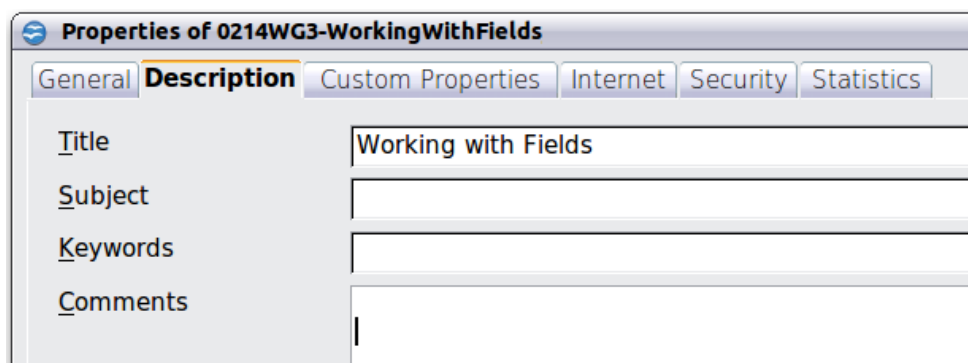 Properties of 0214WG3-WorkingWithFields
General Description Custom Properties Internet Security Statistics
Title Working with Fields
Subject
Keywords
Comments